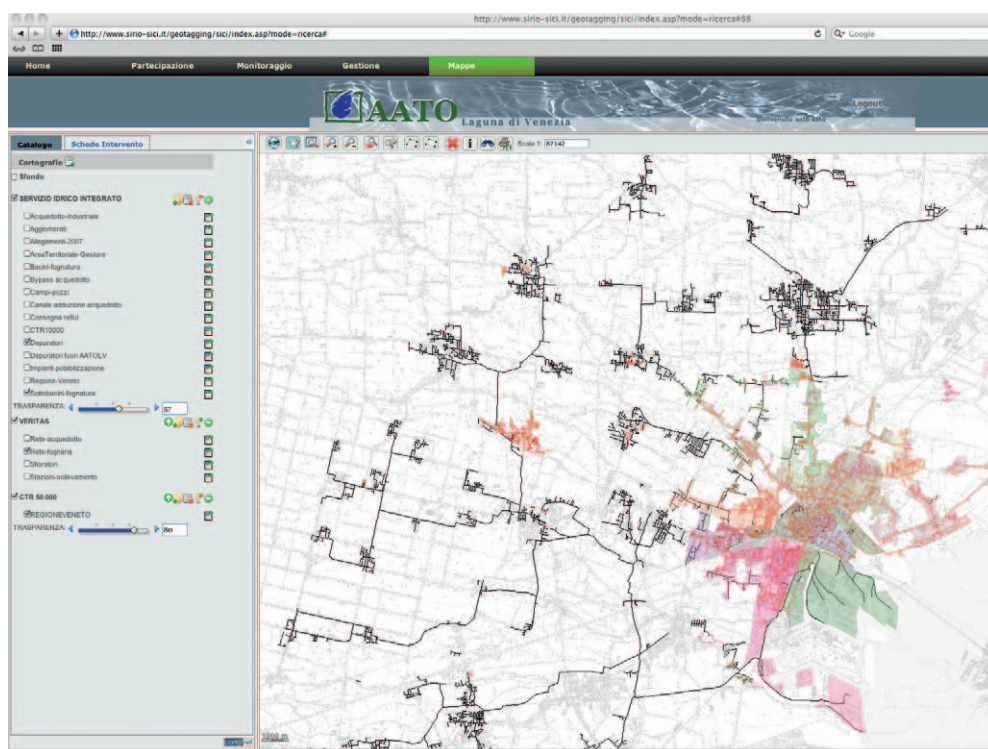 http://www.sirio-sici.it/geotagging/sici/index.asp?mode=ricerca#88
http://www.sirio-sici.it/geotagging/sici/index.asp?mode=ricerca#
Google
Home Partecipazione Monitoraggio Gestione Mappe
AATO
Laguna di Venezia
Logout
Benvenuto aato aato
Catalogo Schede Intervento
Scala 1: 87142
Cartografie
Sfondo
SERVIZIO IDRICO INTEGRATO
Acquedotto-industriale
Agglomerati
Allagamenti-2007
AreaTerritoriale-Gestore
Bacini-fognatura
Bypass acquedotto
Campi-pozzi
Canale adduzione acquedotto
Consegna reflui
CTR10000
Depuratori
Depuratori fuori AATOLV
Impianti potabilizzazione
Regione-Veneto
Sottobacini-fognatura
TRASPARENZA: 57
VERITAS
Rete-acquedotto
Rete-fognaria
Sfioratori
Stazioni-sollevamento
CTR 50.000
REGIONEVENETO
TRASPARENZA: 80
3000 m